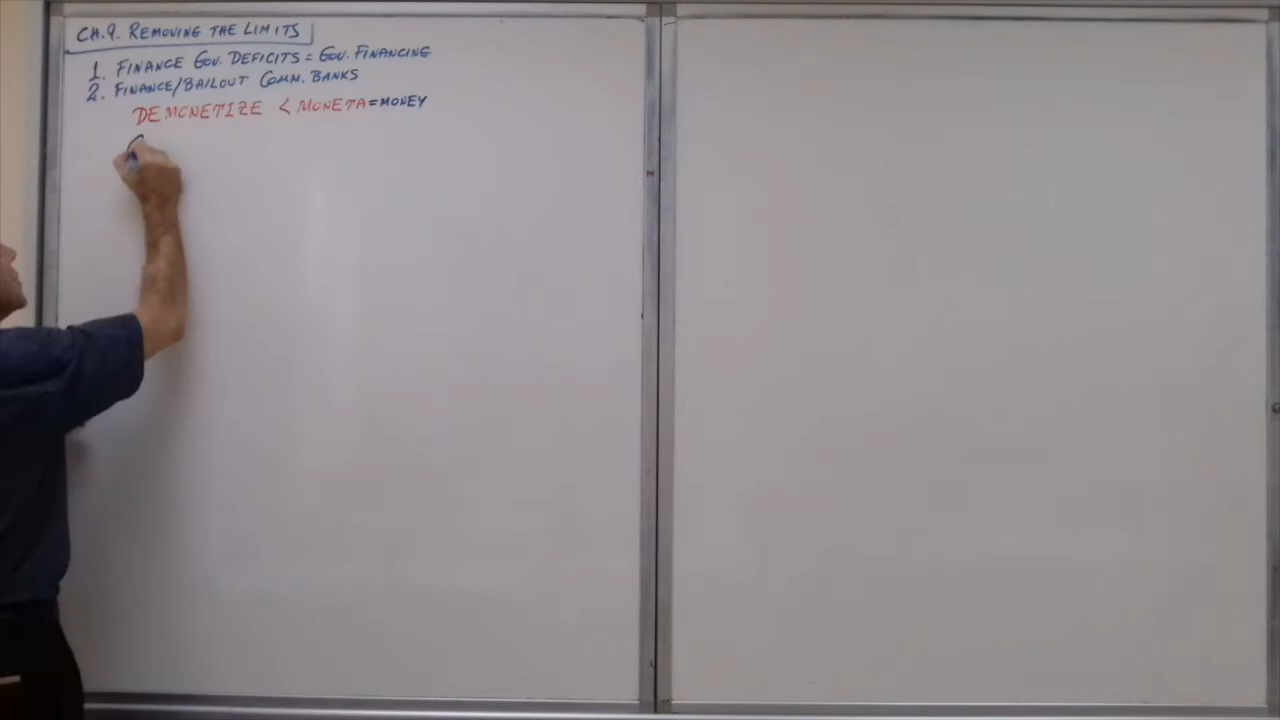 CH.9. REMOVING THE LIMITS
1. FINANCE GOV. DEFICITS = GOV. FINANCING
2. FINANCE/BAILOUT COMM. BANKS
DEMONETIZE < MONETA = MONEY